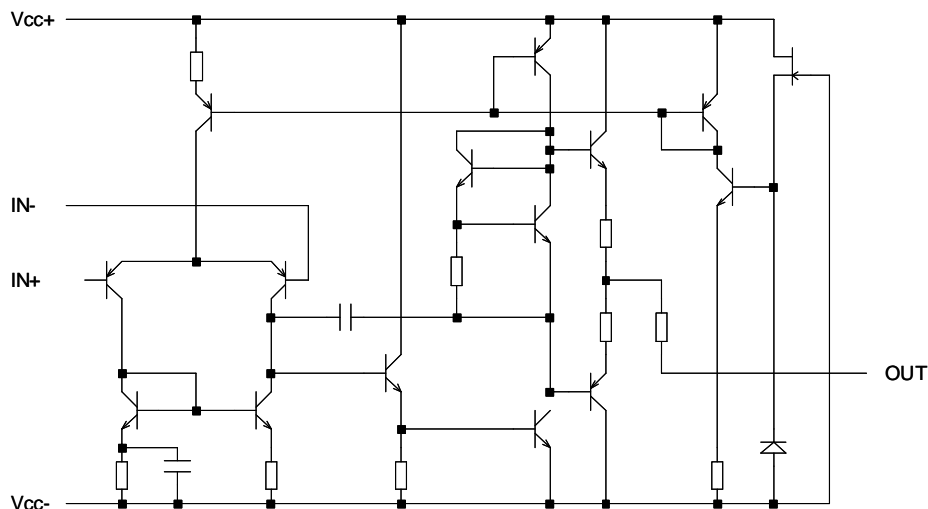 Vcc+
IN-
IN+
OUT
Vcc-